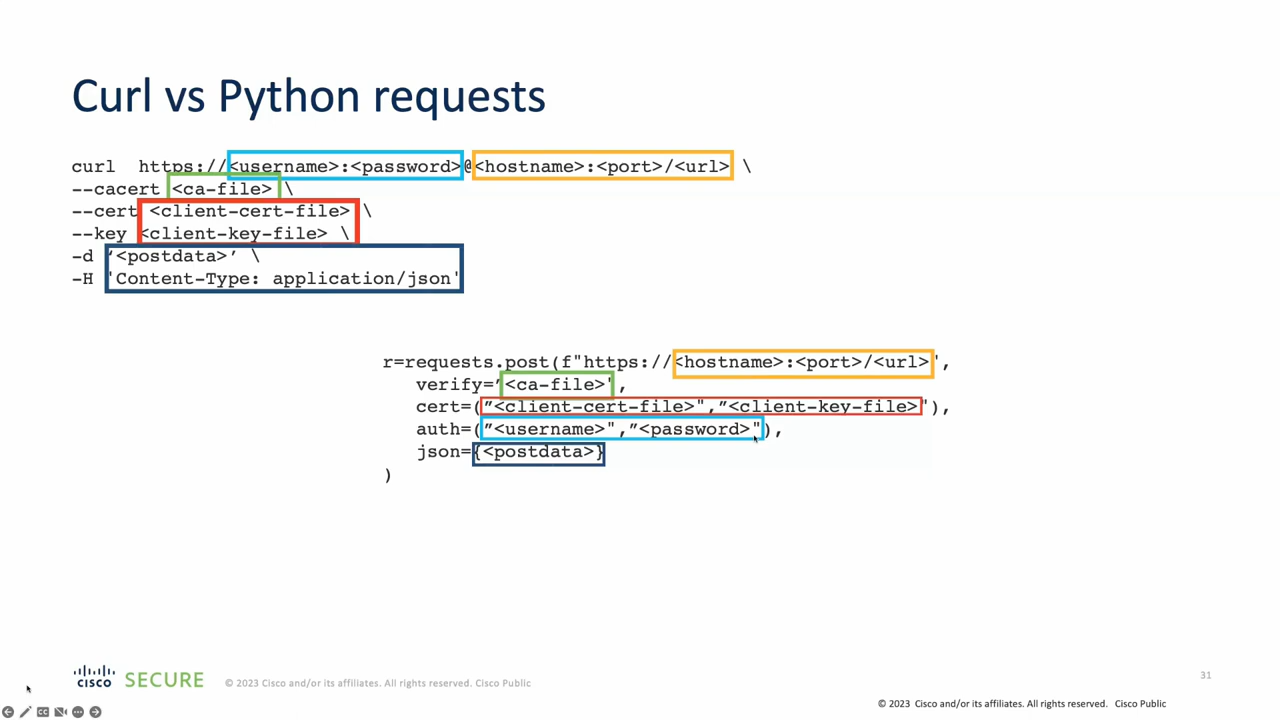 Curl vs Python requests
curl  https://<username>:<password>@<hostname>:<port>/<url> \
--cacert <ca-file> \
--cert <client-cert-file> \
--key <client-key-file> \
-d ‘<postdata>’ \
-H 'Content-Type: application/json'
r=requests.post(f"https://<hostname>:<port>/<url>",
verify=’<ca-file>',
cert=(”<client-cert-file>",”<client-key-file>"),
auth=(”<username>",”<password>"),
json={<postdata>}
)
CISCO SECURE © 2023 Cisco and/or its affiliates. All rights reserved. Cisco Public
31
© 2023 Cisco and/or its affiliates. All rights reserved. Cisco Public
CC